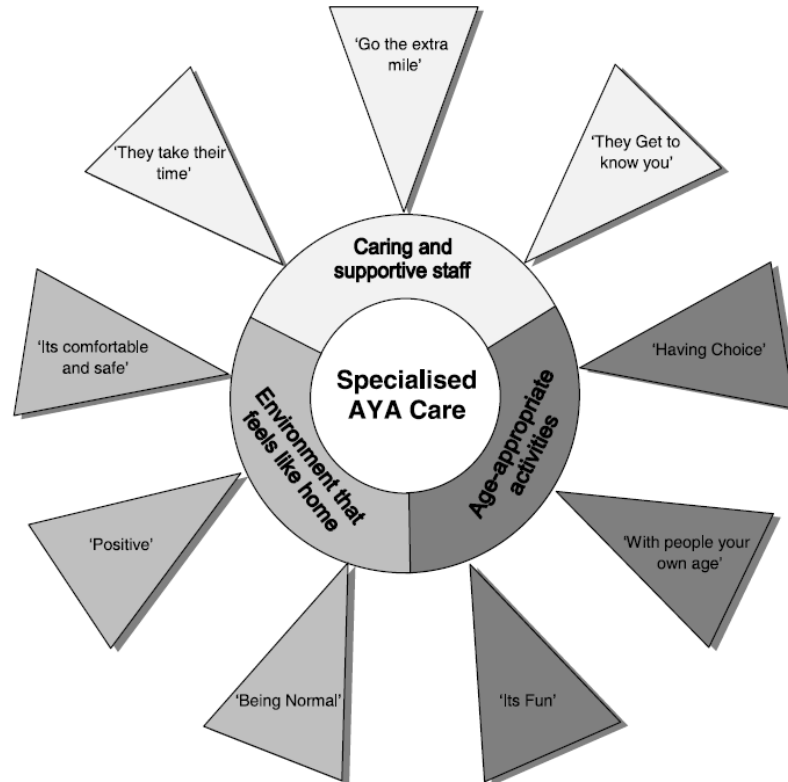 'Go the extra
mile'
'They take their
time'
'They Get to
know you'
Caring and
supportive staff
'Its comfortable
and safe'
'Having Choice'
Specialised
AYA Care
Environment that
feels like home
Age-appropriate
activities
'Positive'
'With people your
own age'
'Being Normal'
'Its Fun'